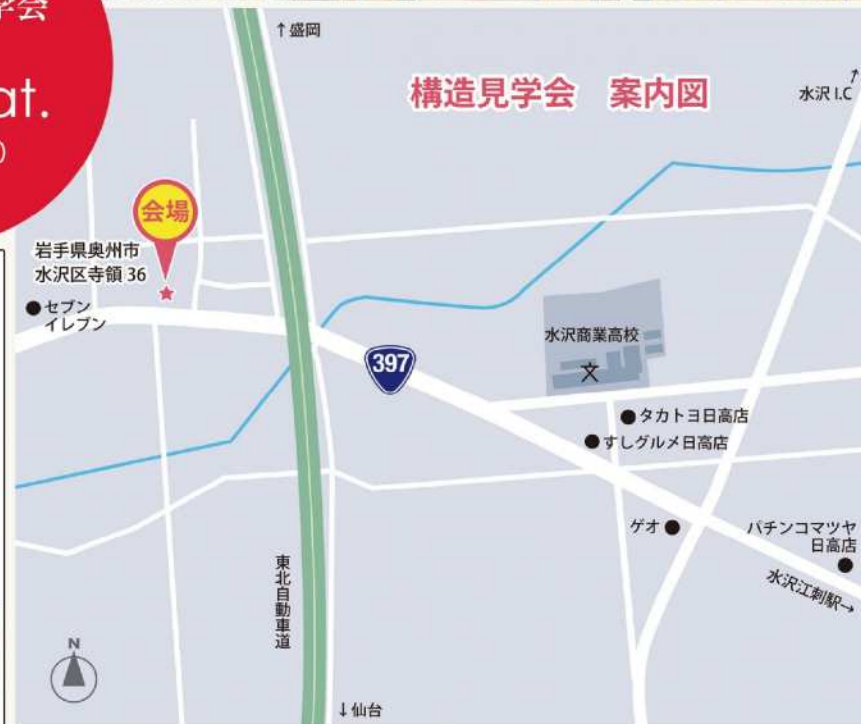 学会
at.
)
構造見学会　案内図
↑盛岡
↑
水沢 I.C
会場
岩手県奥州市
水沢区寺領 36
セブン
イレブン
397
水沢商業高校
文
タカトヨ日高店
すしグルメ日高店
ゲオ
パチンコマツヤ
日高店
水沢江刺駅→
東北自動車道
N
↓仙台